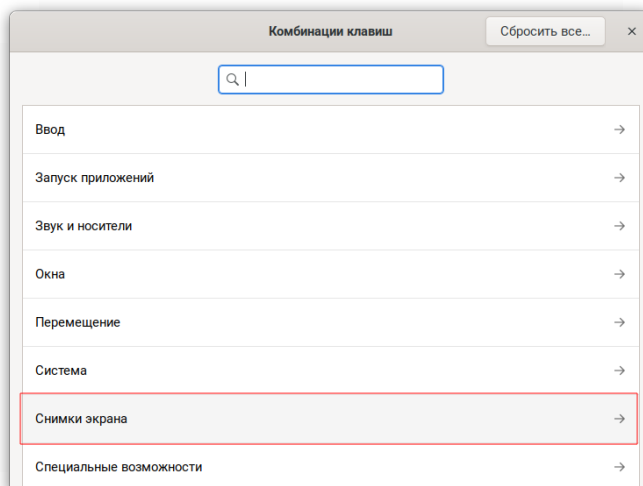 Комбинации клавиш
Сбросить все...
Ввод
Запуск приложений
Звук и носители
Окна
Перемещение
Система
Снимки экрана
Специальные возможности